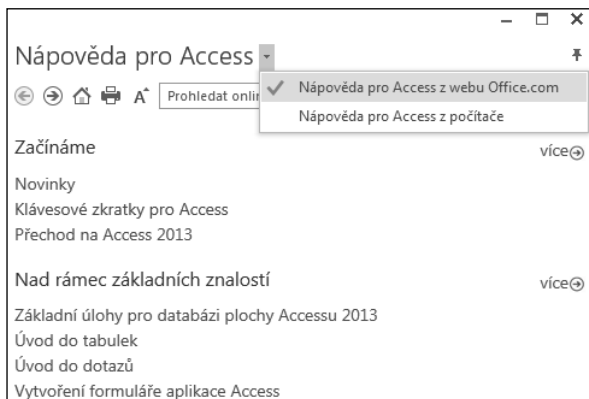 Nápověda pro Access
Nápověda pro Access z webu Office.com
Nápověda pro Access z počítače
A Prohledat
Začínáme
více
Novinky
Klávesové zkratky pro Access
Přechod na Access 2013
Nad rámec základních znalostí
více
Základní úlohy pro databázi plochy Accessu 2013
Úvod do tabulek
Úvod do dotazů
Vytvoření formuláře aplikace Access